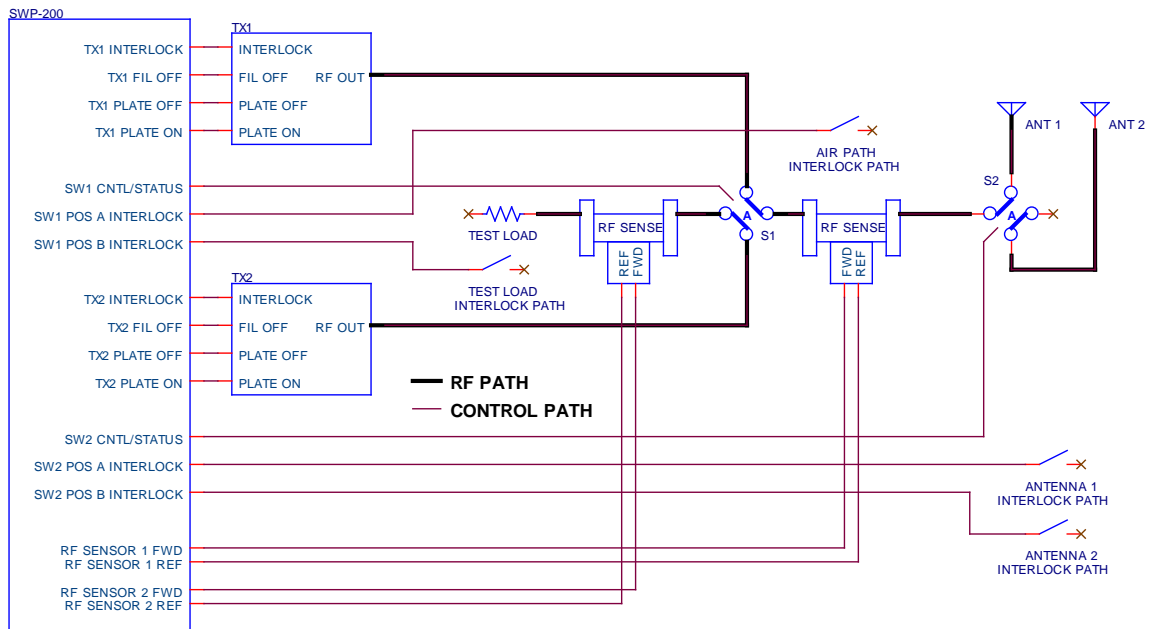 SWP-200
TX1
TX1 INTERLOCK
INTERLOCK
TX1 FIL OFF
FIL OFF
RF OUT
TX1 PLATE OFF
PLATE OFF
TX1 PLATE ON
PLATE ON
ANT 1
ANT 2
AIR PATH
INTERLOCK PATH
SW1 CNTL/STATUS
S2
SW1 POS A INTERLOCK
A
A
RF SENSE
RF SENSE
TEST LOAD
S1
SW1 POS B INTERLOCK
REF
FWD
FWD
REF
TEST LOAD
INTERLOCK PATH
TX2
TX2 INTERLOCK
INTERLOCK
TX2 FIL OFF
FIL OFF
RF OUT
TX2 PLATE OFF
PLATE OFF
TX2 PLATE ON
PLATE ON
RF PATH
CONTROL PATH
SW2 CNTL/STATUS
SW2 POS A INTERLOCK
ANTENNA 1
INTERLOCK PATH
SW2 POS B INTERLOCK
ANTENNA 2
INTERLOCK PATH
RF SENSOR 1 FWD
RF SENSOR 1 REF
RF SENSOR 2 FWD
RF SENSOR 2 REF